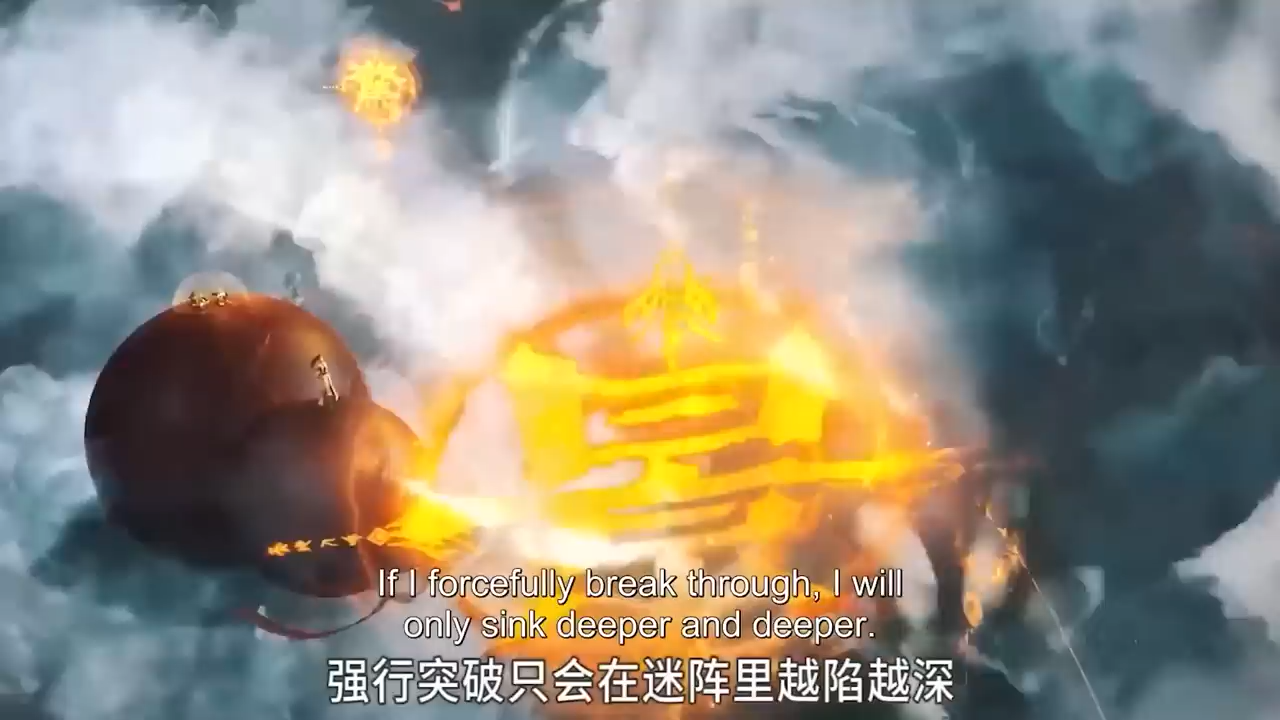 If I forcefully break through, I will
only sink deeper and deeper.
强行突破只会在迷阵里越陷越深